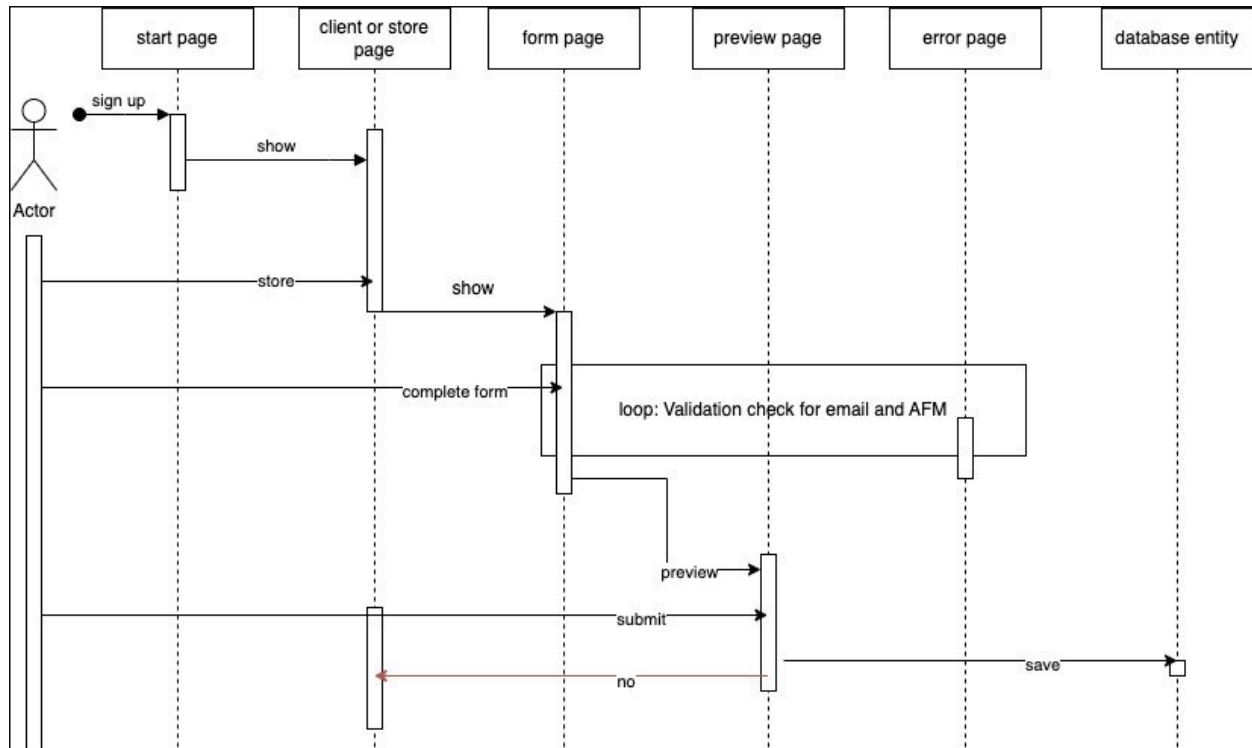 start page
client or store
page
form page
preview page
error page
database entity
sign up
show
Actor
store
show
complete form
loop: Validation check for email and AFM
preview
submit
save
no